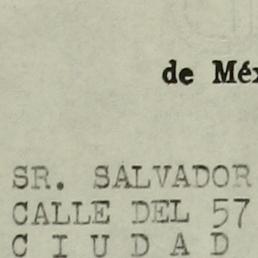 de Méx
SR. SALVADOR
CALLE DEL 57
C I U D A D